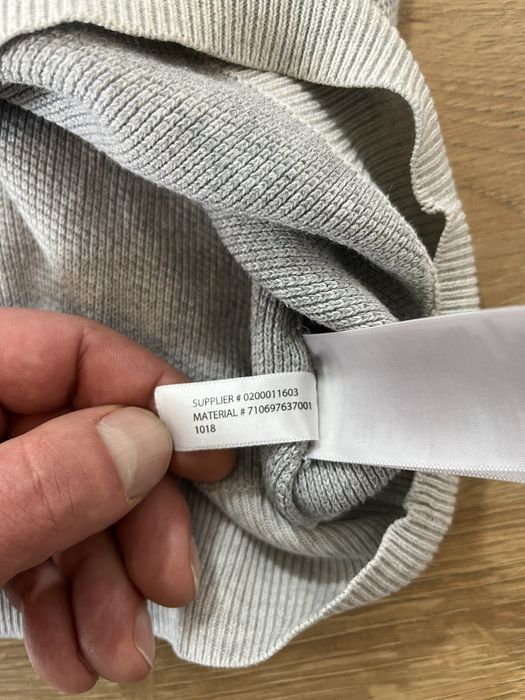 SUPPLIER # 0200011603
MATERIAL # 710697637001
1018